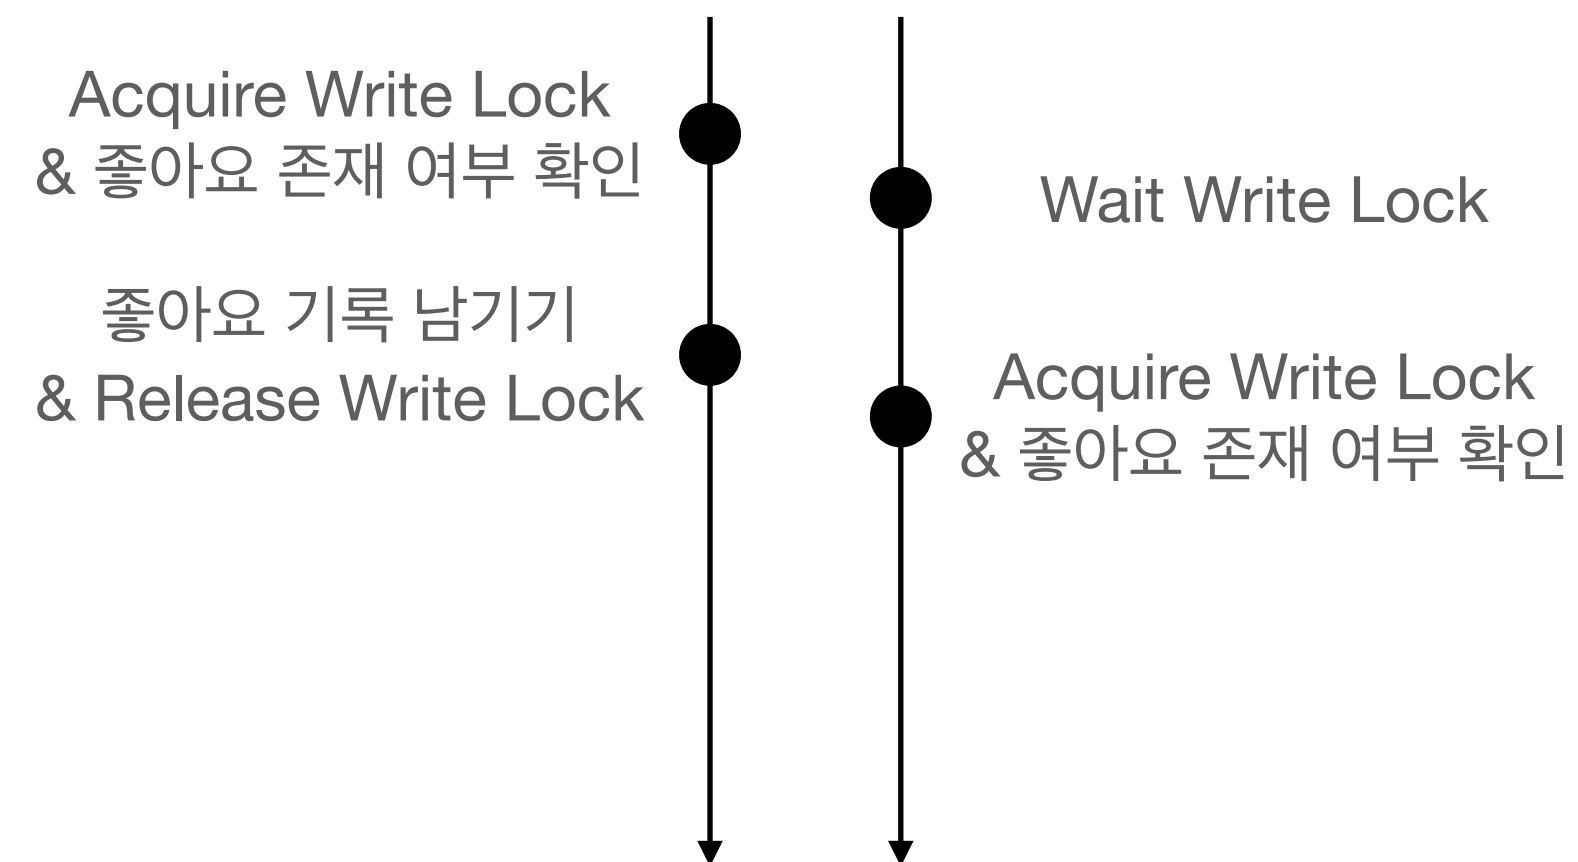 Acquire Write Lock
& 좋아요 존재 여부 확인
좋아요 기록 남기기
& Release Write Lock
Wait Write Lock
Acquire Write Lock
& 좋아요 존재 여부 확인